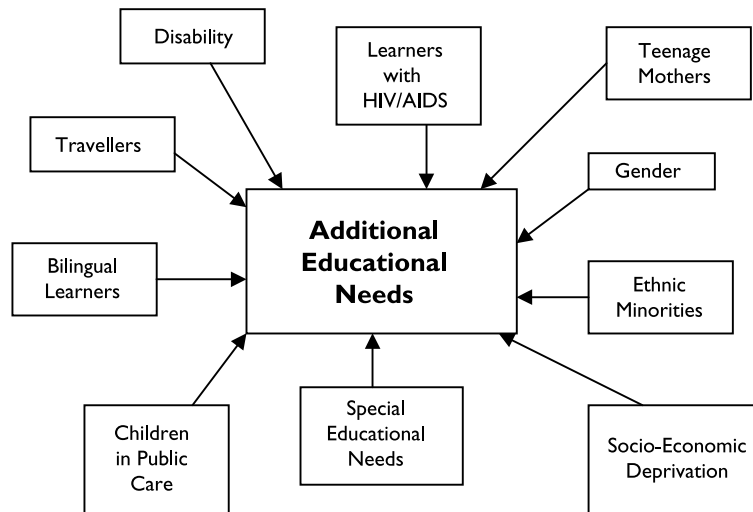 Disability
Learners
with
HIV/AIDS
Teenage
Mothers
Travellers
Gender
Additional
Educational
Needs
Bilingual
Learners
Ethnic
Minorities
Children
in Public
Care
Special
Educational
Needs
Socio-Economic
Deprivation